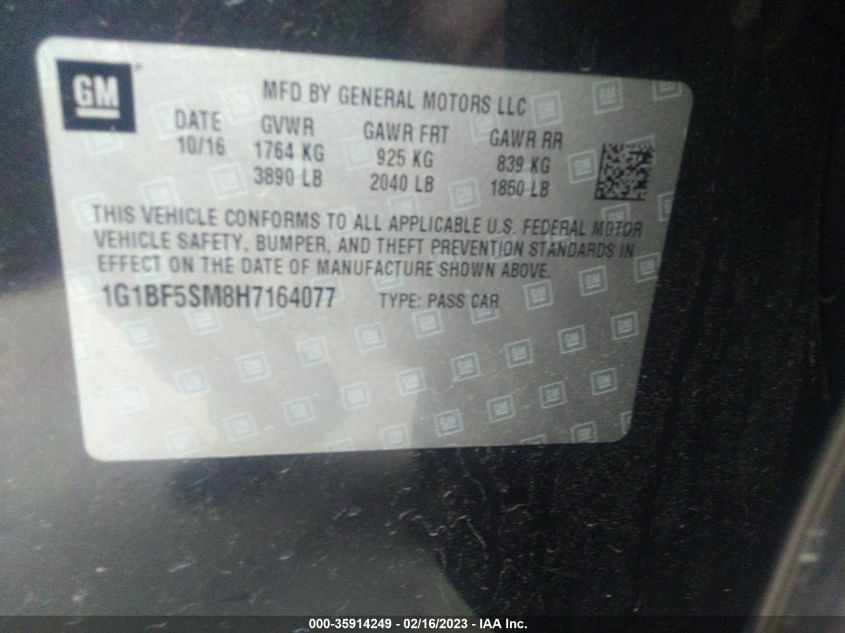 GM
MFD BY GENERAL MOTORS LLC
DATE GVWR GAWR FRT GAWR RR
10/16 1764 KG 925 KG 839 KG
3890 LB 2040 LB 1850 LB
THIS VEHICLE CONFORMS TO ALL APPLICABLE U.S. FEDERAL MOTOR
VEHICLE SAFETY, BUMPER, AND THEFT PREVENTION STANDARDS IN
EFFECT ON THE DATE OF MANUFACTURE SHOWN ABOVE.
1G1BF5SM8H7164077 TYPE: PASS CAR
000-35914249 - 02/16/2023 - IAA Inc.